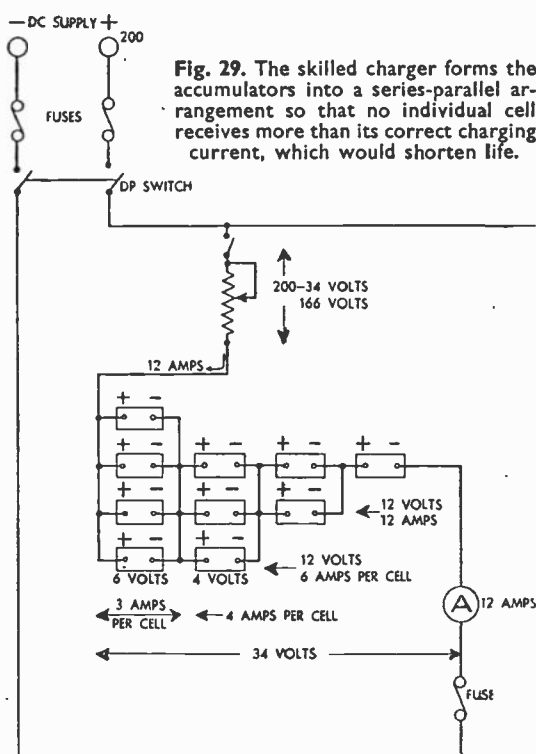 − DC SUPPLY +
200
Fig. 29. The skilled charger forms the
accumulators into a series-parallel ar-
rangement so that no individual cell
receives more than its correct charging
current, which would shorten life.
FUSES
DP SWITCH
200-34 VOLTS
166 VOLTS
12 AMPS
+ −
+ − + − + − + −
+ − + − + −
12 VOLTS
12 AMPS
+ − + −
6 VOLTS 4 VOLTS
12 VOLTS
6 AMPS PER CELL
3 AMPS
PER CELL
4 AMPS PER CELL
A 12 AMPS
34 VOLTS
FUSE